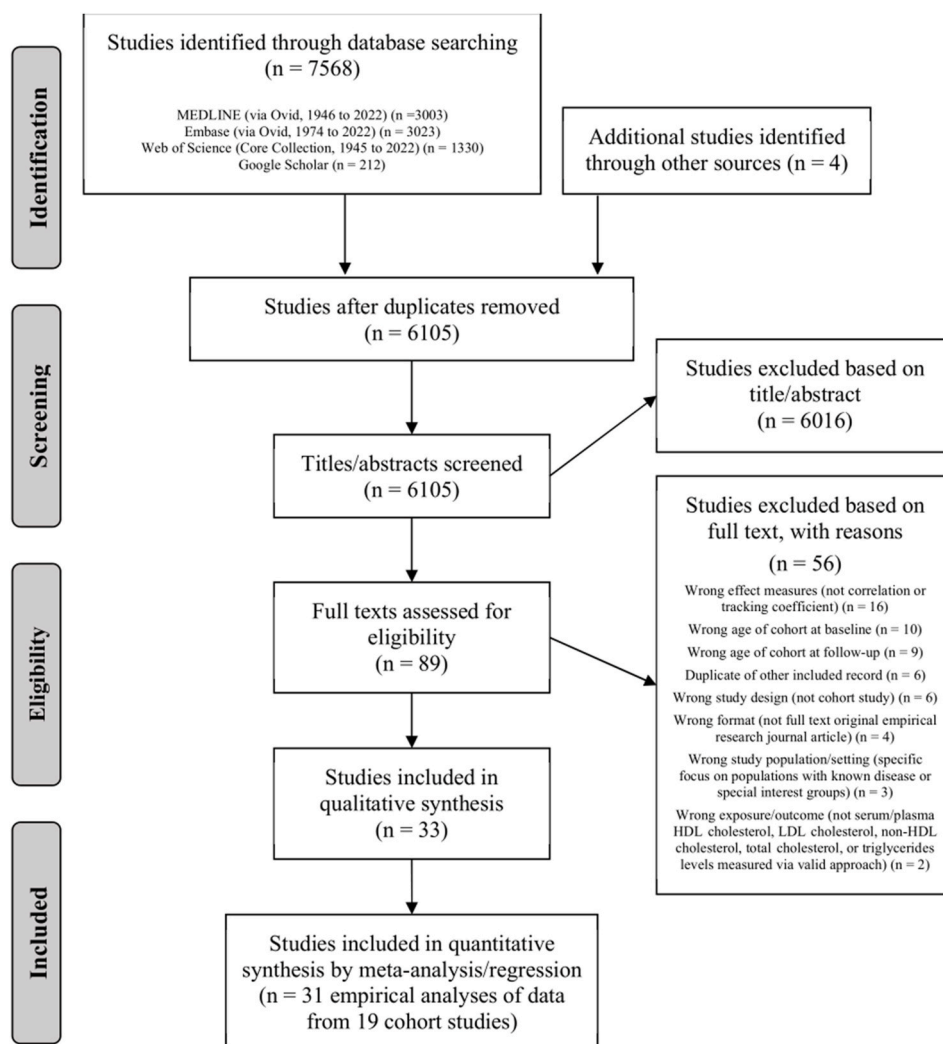 Identification
Studies identified through database searching
(n = 7568)
MEDLINE (via Ovid, 1946 to 2022) (n =3003)
Embase (via Ovid, 1974 to 2022) (n = 3023)
Web of Science (Core Collection, 1945 to 2022) (n = 1330)
Google Scholar (n = 212)
Additional studies identified
through other sources (n = 4)
Screening
Studies after duplicates removed
(n = 6105)
Titles/abstracts screened
(n = 6105)
Studies excluded based on
title/abstract
(n = 6016)
Eligibility
Full texts assessed for
eligibility
(n = 89)
Studies excluded based on
full text, with reasons
(n = 56)
Wrong effect measures (not correlation or
tracking coefficient) (n = 16)
Wrong age of cohort at baseline (n = 10)
Wrong age of cohort at follow-up (n = 9)
Duplicate of other included record (n = 6)
Wrong study design (not cohort study) (n = 6)
Wrong format (not full text original empirical
research journal article) (n = 4)
Wrong study population/setting (specific
focus on populations with known disease or
special interest groups) (n = 3)
Wrong exposure/outcome (not serum/plasma
HDL cholesterol, LDL cholesterol, non-HDL
cholesterol, total cholesterol, or triglycerides
levels measured via valid approach) (n = 2)
Studies included in
qualitative synthesis
(n = 33)
Included
Studies included in quantitative
synthesis by meta-analysis/regression
(n = 31 empirical analyses of data
from 19 cohort studies)